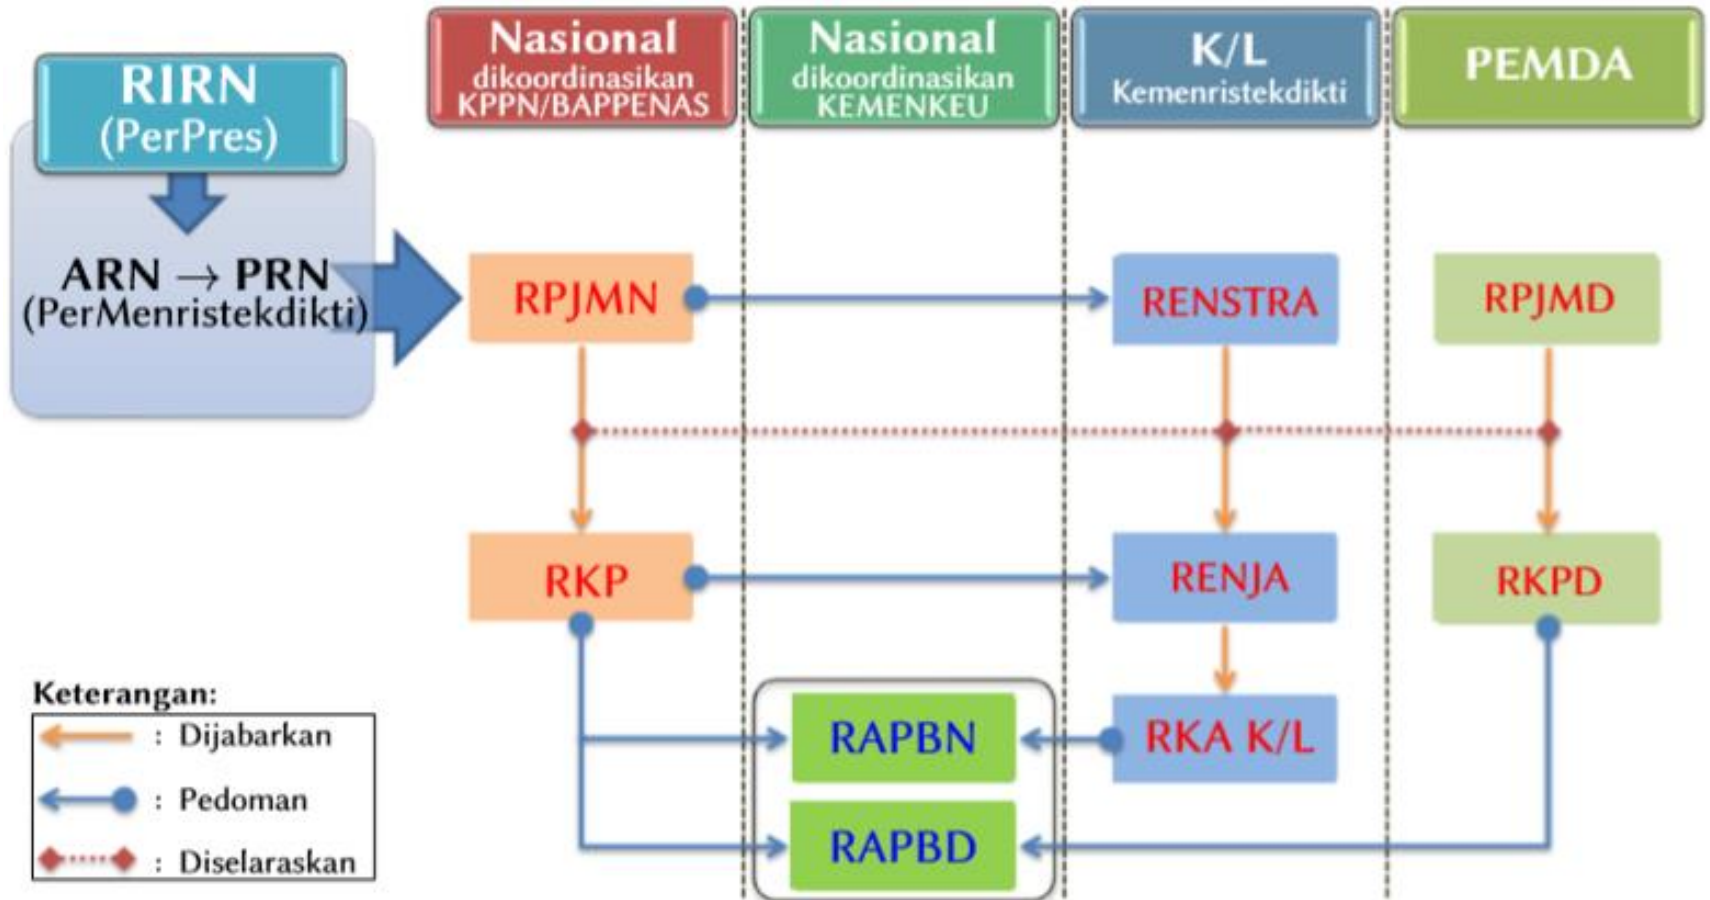 RIRN
(PerPres)
ARN → PRN
(PerMenristekdikti)
Nasional
dikoordinasikan
KPPN/BAPPENAS
Nasional
dikoordinasikan
KEMENKEU
K/L
Kemenristekdikti
PEMDA
RPJMN
RENSTRA
RPJMD
RKP
RENJA
RKPD
RAPBN
RKA K/L
RAPBD
Keterangan:
: Dijabarkan
: Pedoman
: Diselaraskan